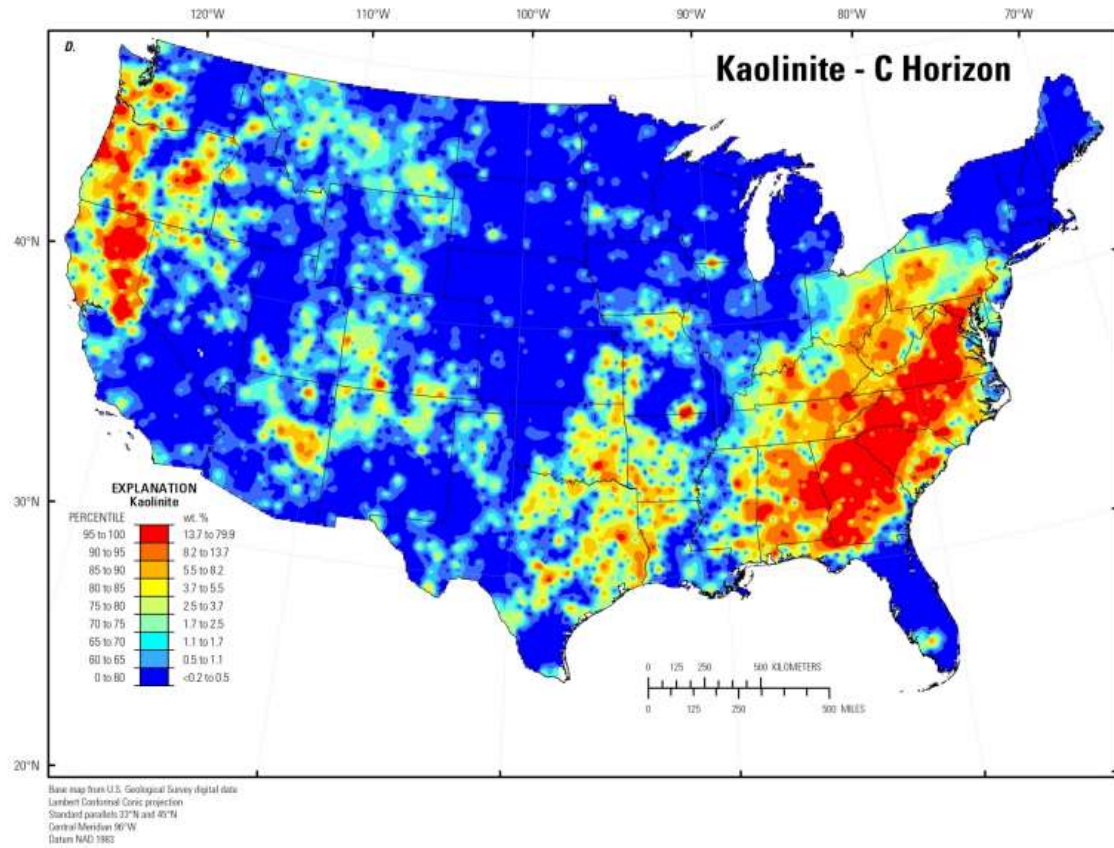 120°W 110°W 100°W 90°W 80°W 70°W
D.
Kaolinite - C Horizon
40°N
30°N
20°N
EXPLANATION
Kaolinite
PERCENTILE wt. %
95 to 100 13.7 to 79.9
90 to 95 8.2 to 13.7
85 to 90 5.5 to 8.2
80 to 85 3.7 to 5.5
75 to 80 2.5 to 3.7
70 to 75 1.7 to 2.5
65 to 70 1.1 to 1.7
60 to 65 0.5 to 1.1
0 to 60 <0.2 to 0.5
0 125 250 500 KILOMETERS
0 125 250 500 MILES
Base map from U.S. Geological Survey digital data
Lambert Conformal Conic projection
Standard parallels 33°N and 45°N
Central Meridian 96°W
Datum NAD 1983